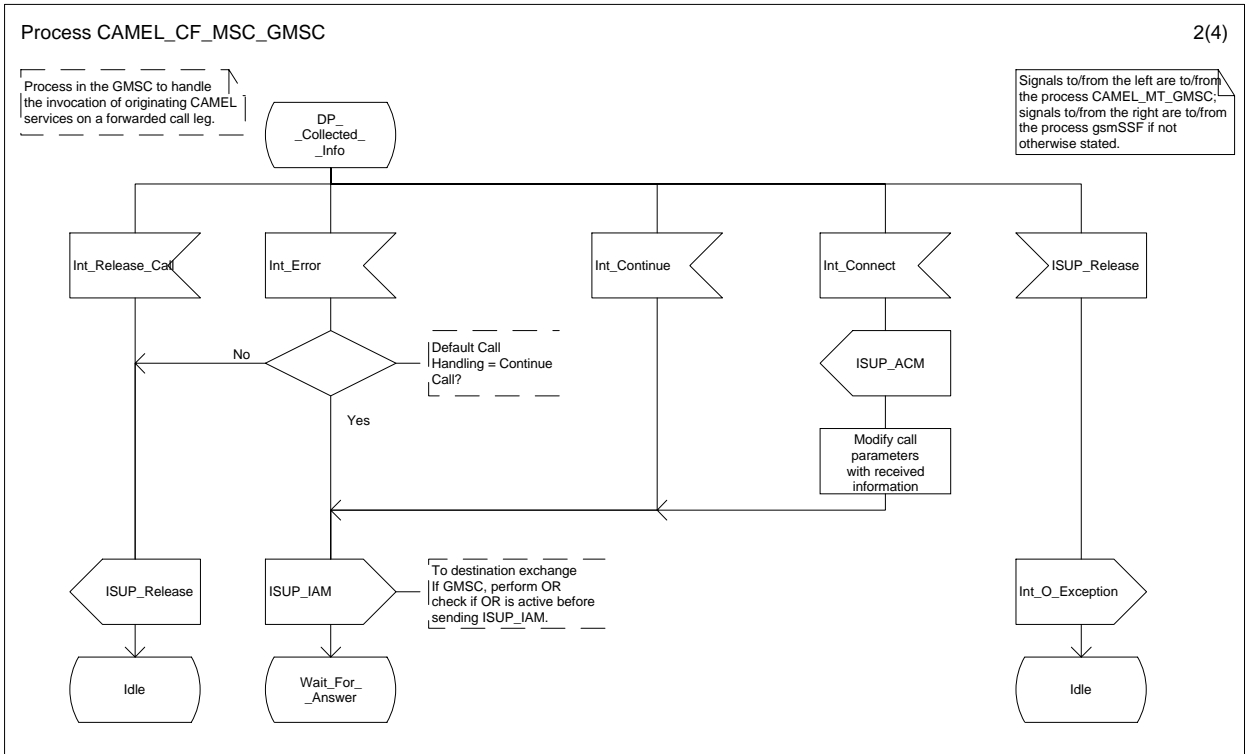 Process CAMEL_CF_MSC_GMSC
2(4)
Process in the GMSC to handle
the invocation of originating CAMEL
services on a forwarded call leg.
Signals to/from the left are to/from
the process CAMEL_MT_GMSC;
signals to/from the right are to/from
the process gsmSSF if not
otherwise stated.
DP_
_Collected_
_Info
Int_Release_Call
Int_Error
Int_Continue
Int_Connect
ISUP_Release
No
Default Call
Handling = Continue
Call?
ISUP_ACM
Yes
Modify call
parameters
with received
information
ISUP_Release
ISUP_IAM
To destination exchange
If GMSC, perform OR
check if OR is active before
sending ISUP_IAM.
Int_O_Exception
Idle
Wait_For_
_Answer
Idle